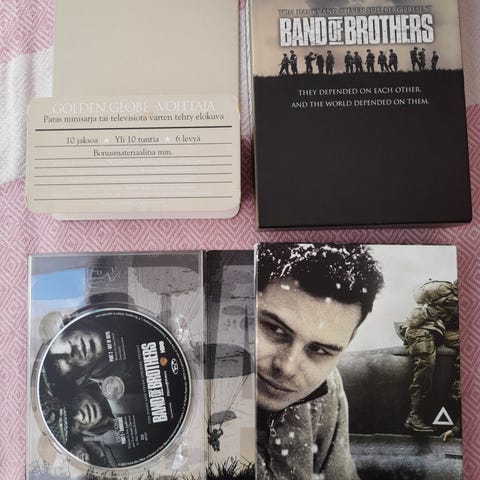 TOM HANKS AND STEVEN SPIELBERG PRESENT
BAND OF BROTHERS
THEY DEPENDED ON EACH OTHER.
AND THE WORLD DEPENDED ON THEM.
GOLDEN GLOBE -VOITTAJA
Paras minisarja tai televisiota varten tehty elokuva
10 jaksoa ★ Yli 10 tuntia ★ 6 levyä
Bonusmateriaalina mm.
BAND OF BROTHERS
HBO